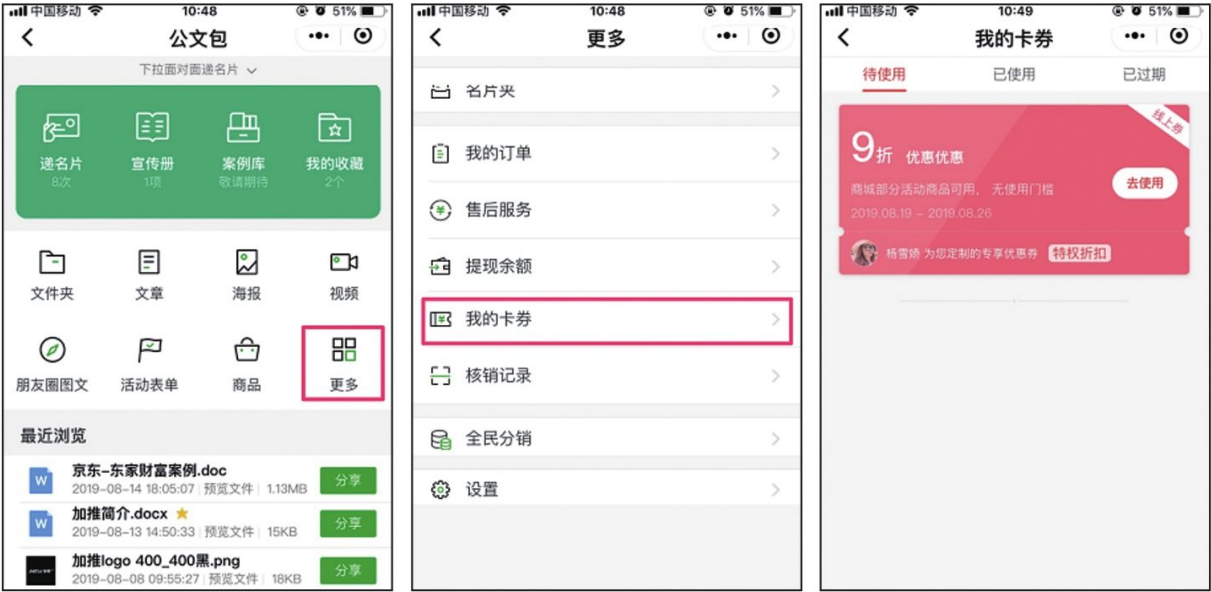 中国移动 10:48 51%
公文包
下拉面对面递名片
递名片 宣传册 案例库 我的收藏
8次 1项 敬请期待 2个
文件夹 文章 海报 视频
朋友圈图文 活动表单 商品 更多
最近浏览
京东-东家财富案例.doc
2019-08-14 18:05:07 预览文件 1.13MB
分享
加推简介.docx
2019-08-13 14:50:33 预览文件 15KB
分享
加推logo 400_400黑.png
2019-08-08 09:55:27 预览文件 18KB
分享
中国移动 10:48 51%
更多
名片夹
我的订单
售后服务
提现余额
我的卡券
核销记录
全民分销
设置
中国移动 10:49 51%
我的卡券
待使用 已使用 已过期
线上券
9折 优惠优惠
商城部分活动商品可用，无使用门槛
去使用
2019.08.19 - 2019.08.26
杨雪娇 为您定制的专享优惠券 特权折扣